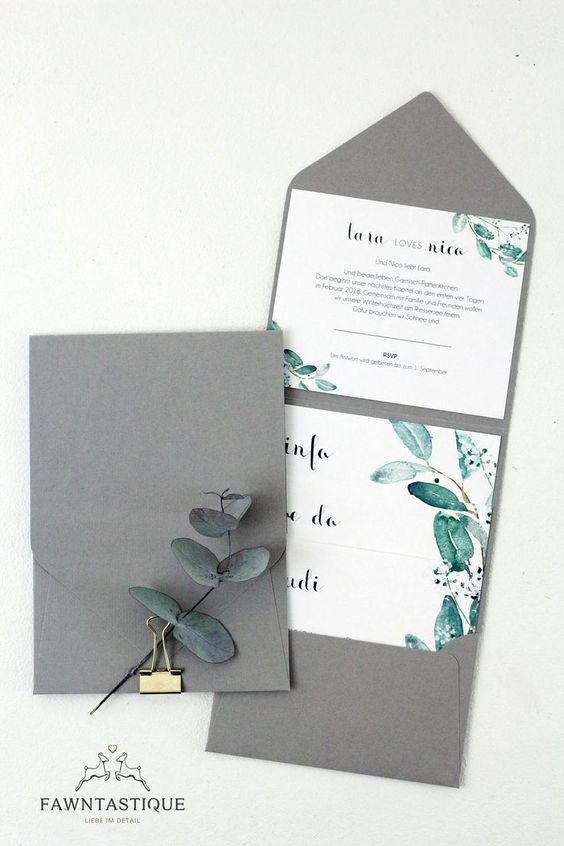 lara LOVES nico
Und Nico liebt Lara.
Und beide lieben Garmisch-Partenkirchen
Dort beginnt unser nächstes Kapitel an den ersten vier Tagen
im Februar 2018. Gemeinsam mit Familie und Freunden wollen
wir unsere Winterhochzeit am Riessersee feiern.
Dafür brauchen wir Schnee und
RSVP
Um Antwort wird gebeten bis zum 1. September
info
e do
udi
FAWNTASTIQUE
LIEBE IM DETAIL